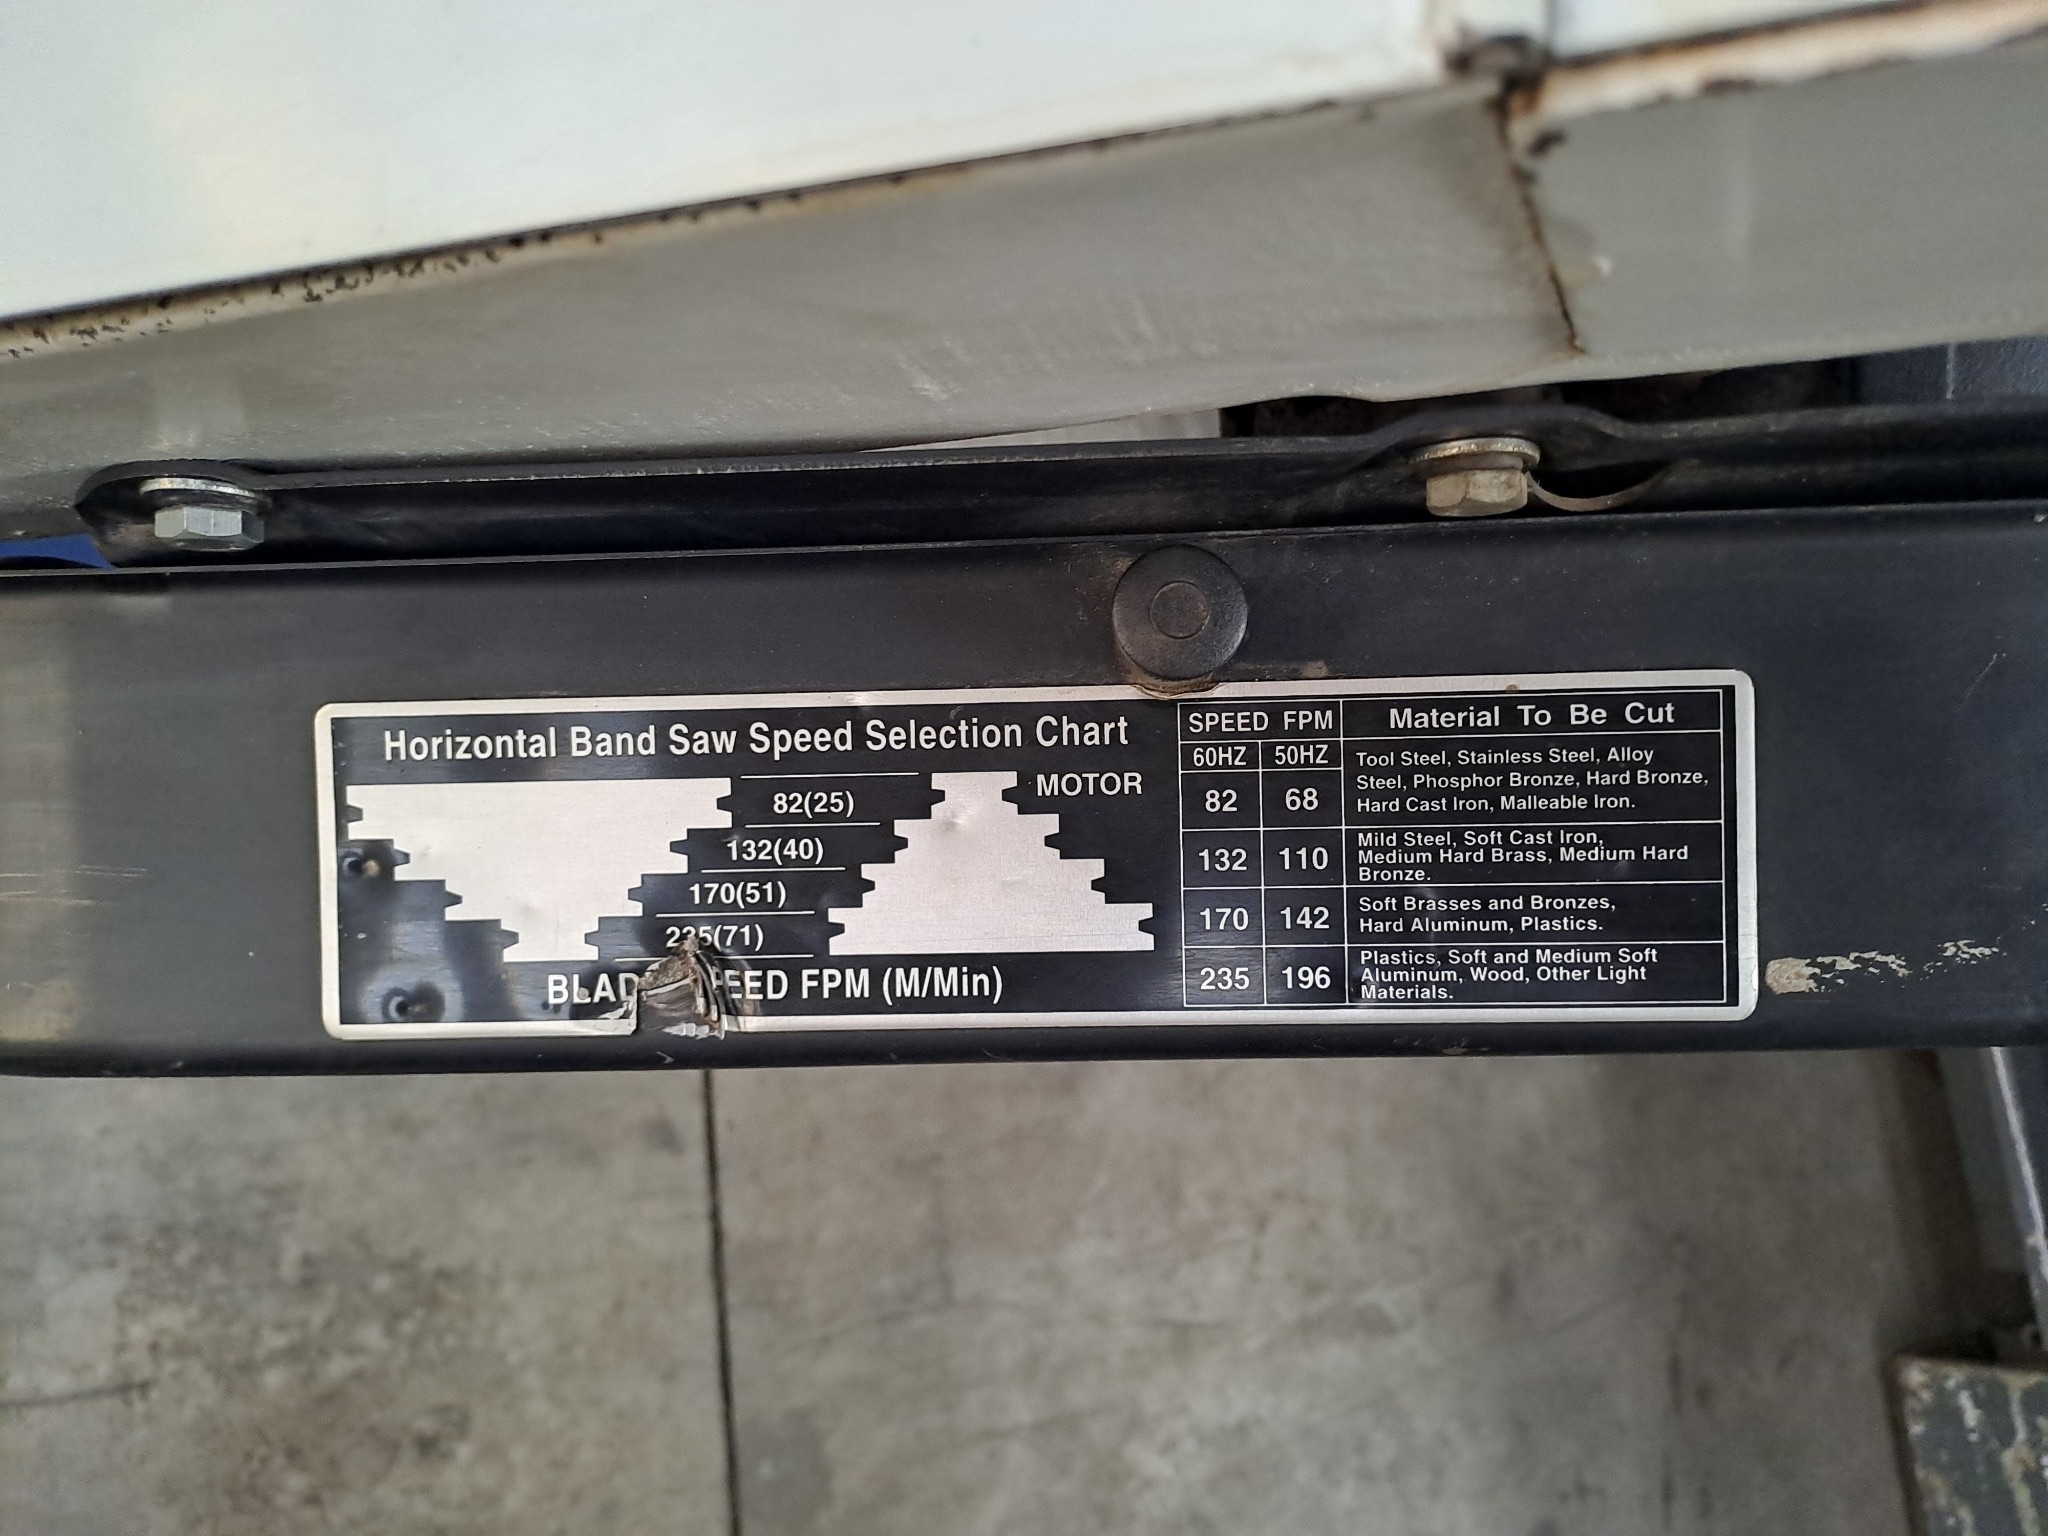 Horizontal Band Saw Speed Selection Chart
MOTOR
82(25)
132(40)
170(51)
235(71)
FPM (M/Min)
SPEED FPM Material To Be Cut
60HZ 50HZ
82 68
Tool Steel, Stainless Steel, Alloy
Steel, Phosphor Bronze, Hard Bronze,
Hard Cast Iron, Malleable Iron.
132 110
Mild Steel, Soft Cast Iron,
Medium Hard Brass, Medium Hard
Bronze.
170 142
Soft Brasses and Bronzes,
Hard Aluminum, Plastics.
235 196
Plastics, Soft and Medium Soft
Aluminum, Wood, Other Light
Materials.